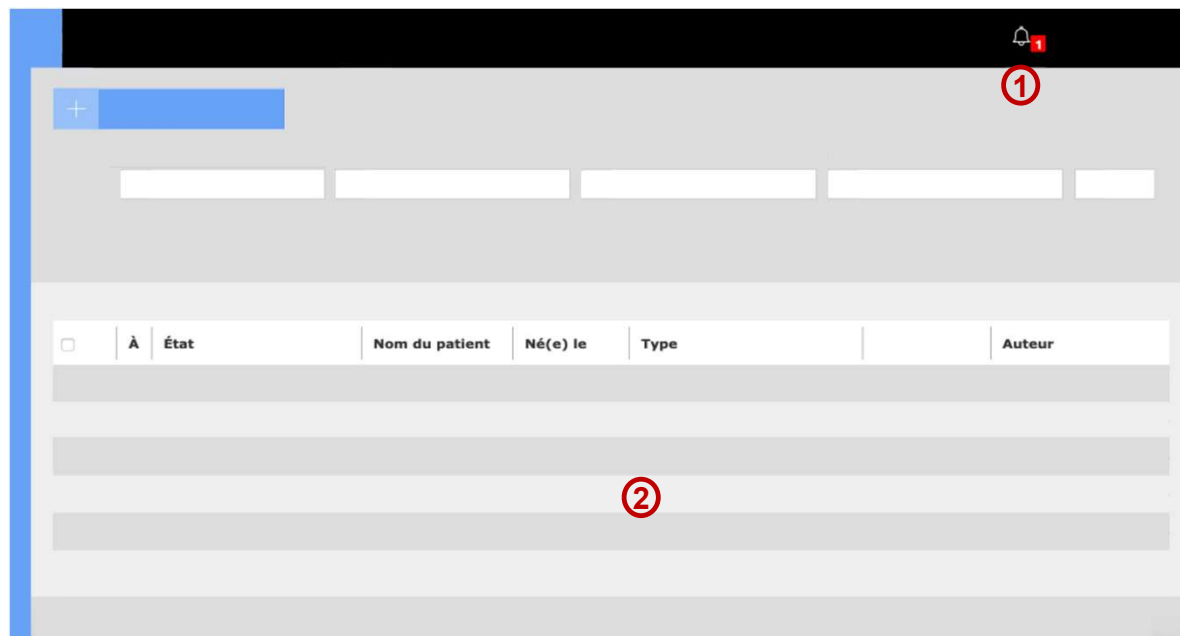 1
1
+
À État Nom du patient Né(e) le Type Auteur
2